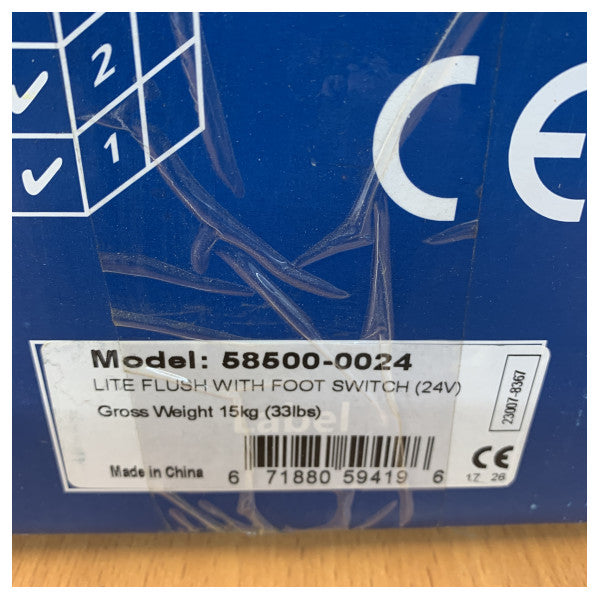 2
1
CE
Model: 58500-0024
LITE FLUSH WITH FOOT SWITCH (24V)
Gross Weight 15kg (33lbs)
23007-8367
Label
Made in China
6 71880 59419 6
CE
17 26